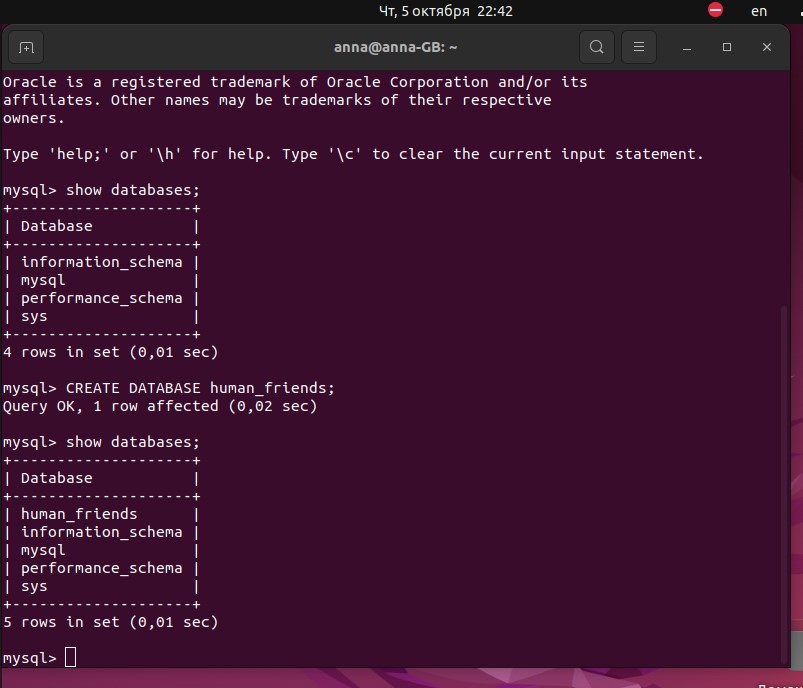 Чт, 5 октября 22:42
en
anna@anna-GB: ~
Oracle is a registered trademark of Oracle Corporation and/or its
affiliates. Other names may be trademarks of their respective
owners.
Type 'help;' or '\h' for help. Type '\c' to clear the current input statement.
mysql> show databases;
+--------------------+
| Database           |
+--------------------+
| information_schema |
| mysql              |
| performance_schema |
| sys                |
+--------------------+
4 rows in set (0,01 sec)
mysql> CREATE DATABASE human_friends;
Query OK, 1 row affected (0,02 sec)
mysql> show databases;
+--------------------+
| Database           |
+--------------------+
| human_friends      |
| information_schema |
| mysql              |
| performance_schema |
| sys                |
+--------------------+
5 rows in set (0,01 sec)
mysql>